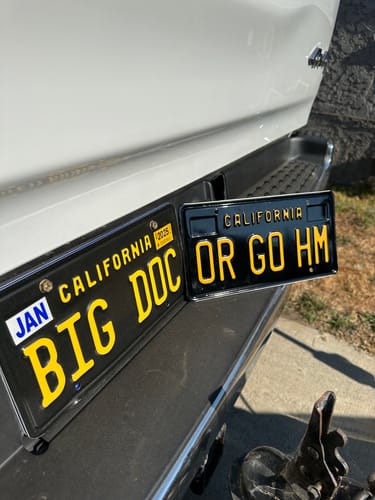 CALIFORNIA
JAN
2025
BIG DOC
CALIFORNIA
OR GO HM